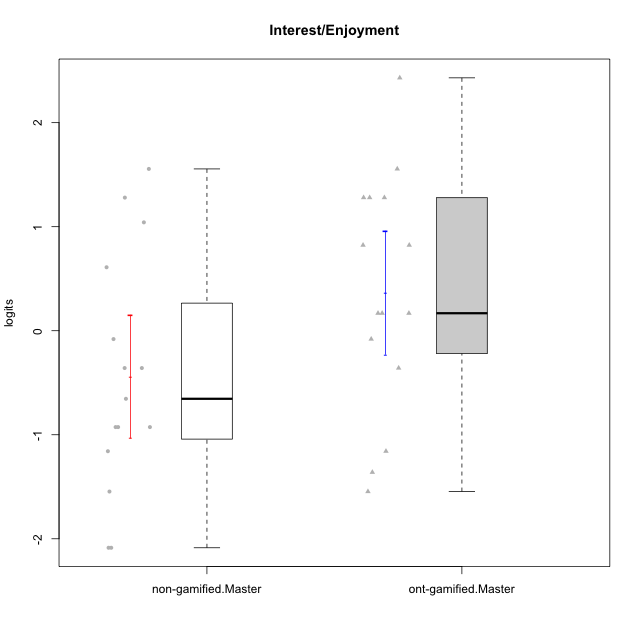 Interest/Enjoyment
logits
2
1
0
-1
-2
non-gamified.Master
ont-gamified.Master